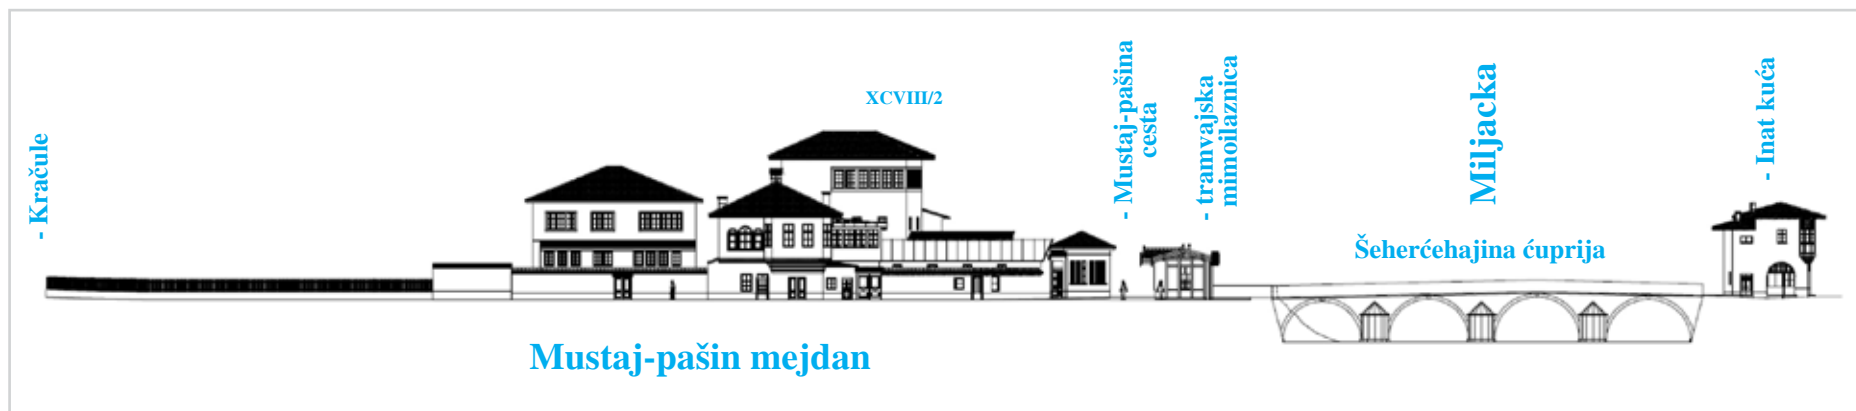 - Kračule
XCVIII/2
- Mustaj-pašina
cesta
- tramvajska
mimoilaznica
Miljacka
- Inat kuća
Šeherćehajina ćuprija
Mustaj-pašin mejdan